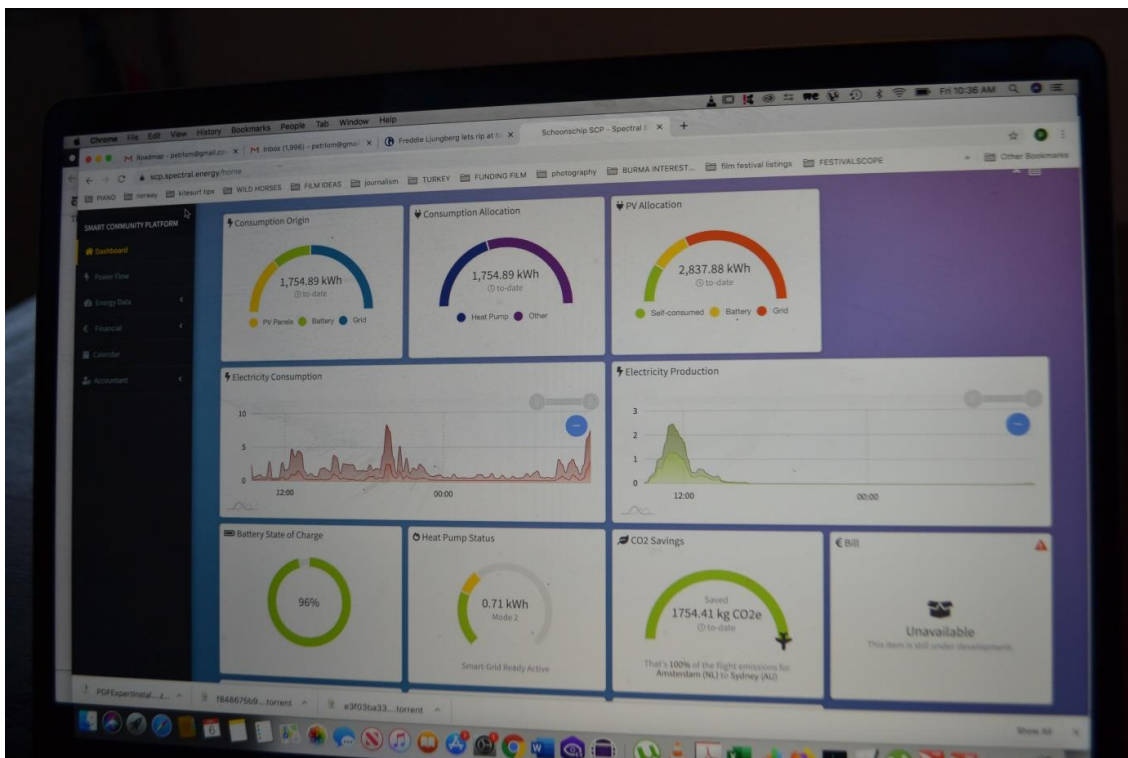 Chrome File Edit View History Bookmarks People Tab Window Help
Fri 10:36 AM
Freddie Ljungberg lets rip at
Schoonschip SCP - Spectral
scp.spectral.energy/home
PIANO norway kitesurf tips WILD HORSES FILM IDEAS journalism TURKEY FUNDING FILM photography BURMA INTEREST... film festival listings FESTIVALSCOPE Other Bookmarks
SMART COMMUNITY PLATFORM
Dashboard
Power Flow
Energy Data
Financial
Calendar
Accountant
Consumption Origin
1,754.89 kWh
to-date
PV Panels Battery Grid
Consumption Allocation
1,754.89 kWh
to-date
Heat Pump Other
PV Allocation
2,837.88 kWh
to-date
Self-consumed Battery Grid
Electricity Consumption
10
5
0
12:00 00:00
Electricity Production
3
2
1
0
12:00 00:00
Battery State of Charge
96%
Heat Pump Status
0.71 kWh
Mode 2
Smart-Grid Ready Active
CO2 Savings
Saved
1754.41 kg CO2e
to-date
That's 100% of the flight emissions for
Amsterdam (NL) to Sydney (AU)
€ Bill
Unavailable
This item is still under development
PDFExpertInstal....z...
f648675b9....torrent
e3f03ba33....torrent
Show All
6